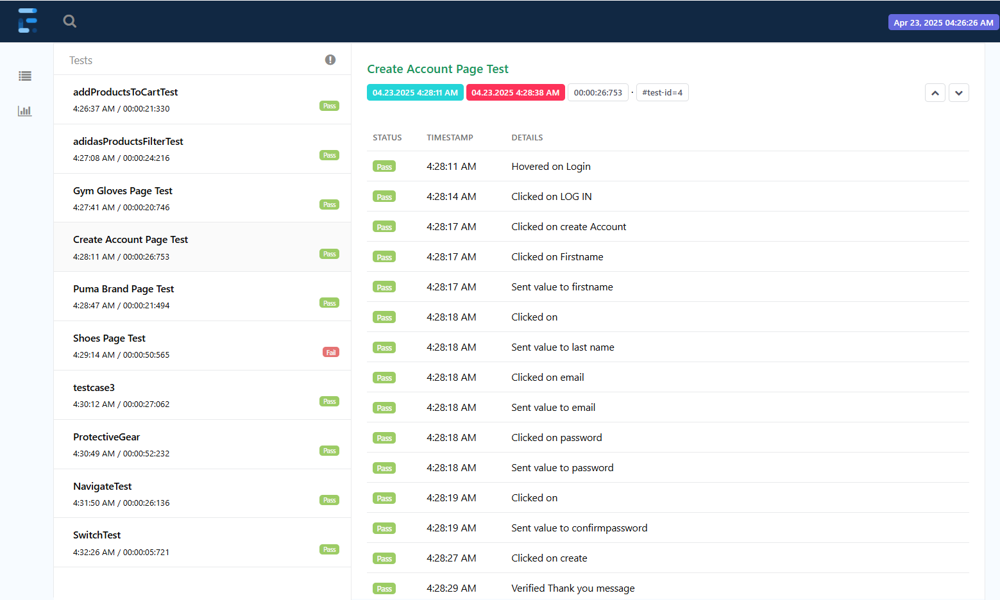 Apr 23, 2025 04:26:26 AM
Tests
addProductsToCartTest
4:26:37 AM / 00:00:21:330
Pass
adidasProductsFilterTest
4:27:08 AM / 00:00:24:216
Pass
Gym Gloves Page Test
4:27:41 AM / 00:00:20:746
Pass
Create Account Page Test
4:28:11 AM / 00:00:26:753
Pass
Puma Brand Page Test
4:28:47 AM / 00:00:21:494
Pass
Shoes Page Test
4:29:14 AM / 00:00:50:565
Fail
testcase3
4:30:12 AM / 00:00:27:062
Pass
ProtectiveGear
4:30:49 AM / 00:00:52:232
Pass
NavigateTest
4:31:50 AM / 00:00:26:136
Pass
SwitchTest
4:32:26 AM / 00:00:05:721
Pass
Create Account Page Test
04.23.2025 4:28:11 AM 04.23.2025 4:28:38 AM 00:00:26:753 · #test-id=4
STATUS TIMESTAMP DETAILS
Pass 4:28:11 AM Hovered on Login
Pass 4:28:14 AM Clicked on LOG IN
Pass 4:28:17 AM Clicked on create Account
Pass 4:28:17 AM Clicked on Firstname
Pass 4:28:17 AM Sent value to firstname
Pass 4:28:18 AM Clicked on
Pass 4:28:18 AM Sent value to last name
Pass 4:28:18 AM Clicked on email
Pass 4:28:18 AM Sent value to email
Pass 4:28:18 AM Clicked on password
Pass 4:28:18 AM Sent value to password
Pass 4:28:19 AM Clicked on
Pass 4:28:19 AM Sent value to confirmpassword
Pass 4:28:27 AM Clicked on create
Pass 4:28:29 AM Verified Thank you message